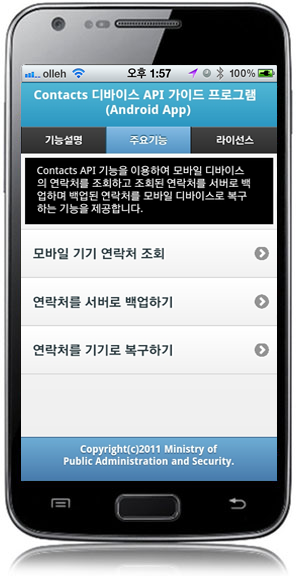 olleh 오후 1:57 100%
Contacts 디바이스 API 가이드 프로그램
(Android App)
기능설명 주요기능 라이선스
Contacts API 기능을 이용하여 모바일 디바이스
의 연락처를 조회하고 조회된 연락처를 서버로 백
업하며 백업된 연락처를 모바일 디바이스로 복구
하는 기능을 제공합니다.
모바일 기기 연락처 조회
연락처를 서버로 백업하기
연락처를 기기로 복구하기
Copyright(c)2011 Ministry of
Public Administration and Security.